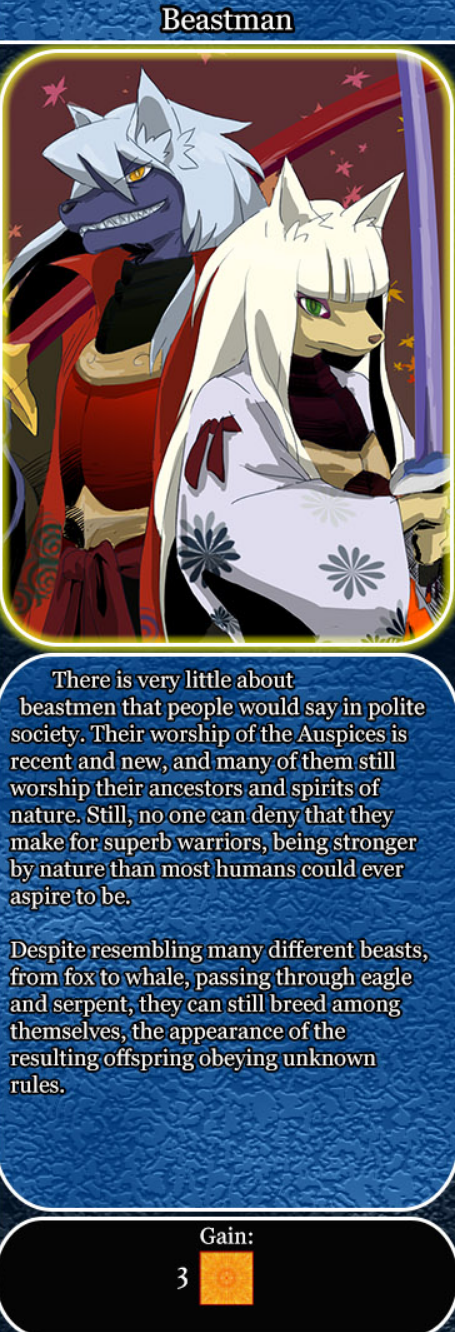 Beastman
There is very little about
beastmen that people would say in polite
society. Their worship of the Auspices is
recent and new, and many of them still
worship their ancestors and spirits of
nature. Still, no one can deny that they
make for superb warriors, being stronger
by nature than most humans could ever
aspire to be.
Despite resembling many different beasts,
from fox to whale, passing through eagle
and serpent, they can still breed among
themselves, the appearance of the
resulting offspring obeying unknown
rules.
Gain:
3